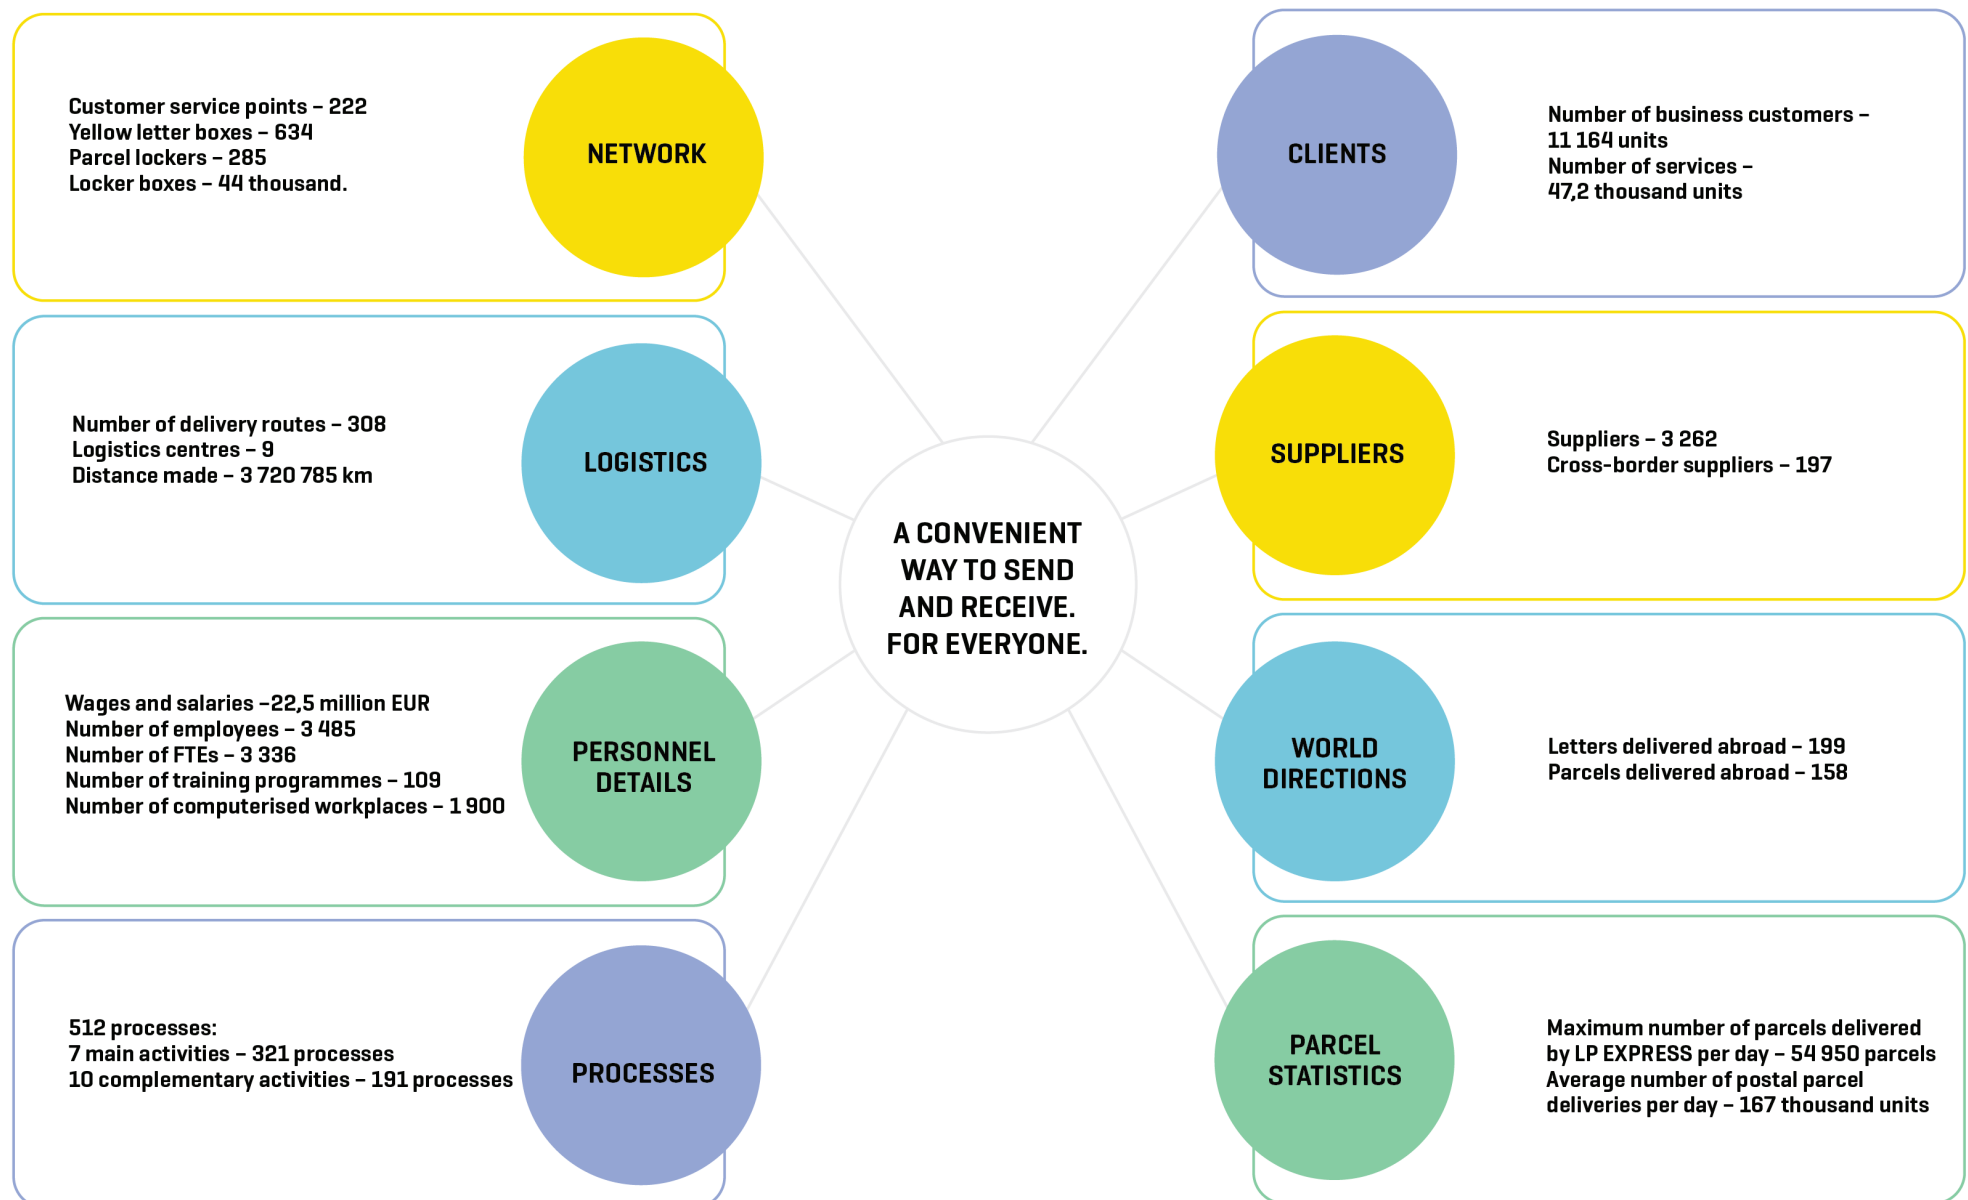 Customer service points – 222
Yellow letter boxes – 634
Parcel lockers – 285
Locker boxes – 44 thousand.
NETWORK
Number of delivery routes – 308
Logistics centres – 9
Distance made – 3 720 785 km
LOGISTICS
Wages and salaries –22,5 million EUR
Number of employees – 3 485
Number of FTEs – 3 336
Number of training programmes – 109
Number of computerised workplaces – 1 900
PERSONNEL
DETAILS
512 processes:
7 main activities – 321 processes
10 complementary activities – 191 processes
PROCESSES
A CONVENIENT
WAY TO SEND
AND RECEIVE.
FOR EVERYONE.
CLIENTS
Number of business customers –
11 164 units
Number of services –
47,2 thousand units
SUPPLIERS
Suppliers – 3 262
Cross-border suppliers – 197
WORLD
DIRECTIONS
Letters delivered abroad – 199
Parcels delivered abroad – 158
PARCEL
STATISTICS
Maximum number of parcels delivered
by LP EXPRESS per day – 54 950 parcels
Average number of postal parcel
deliveries per day – 167 thousand units